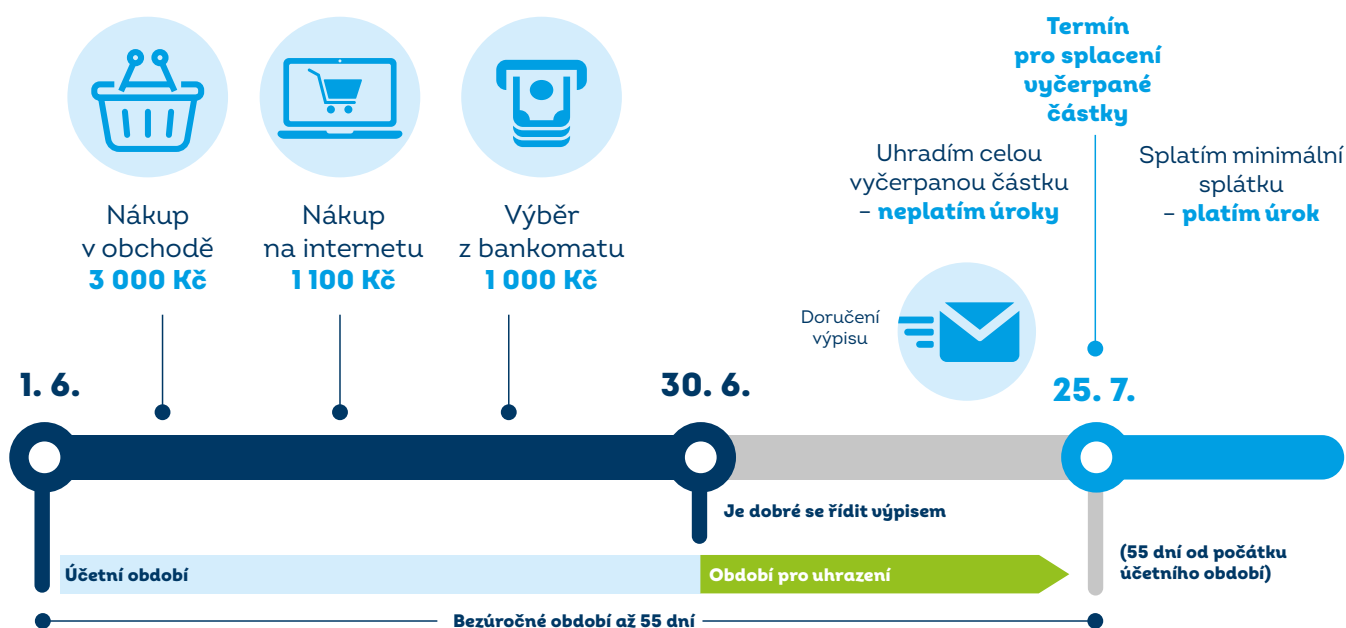 Nákup
v obchodě
3 000 Kč
Nákup
na internetu
1 100 Kč
Výběr
z bankomatu
1 000 Kč
Termín
pro splacení
vyčerpané
částky
Uhradím celou
vyčerpanou částku
– neplatím úroky
Splatím minimální
splátku
– platím úrok
Doručení
výpisu
1. 6.
30. 6.
25. 7.
Je dobré se řídit výpisem
Účetní období
Období pro uhrazení
(55 dní od počátku
účetního období)
Bezúročné období až 55 dní